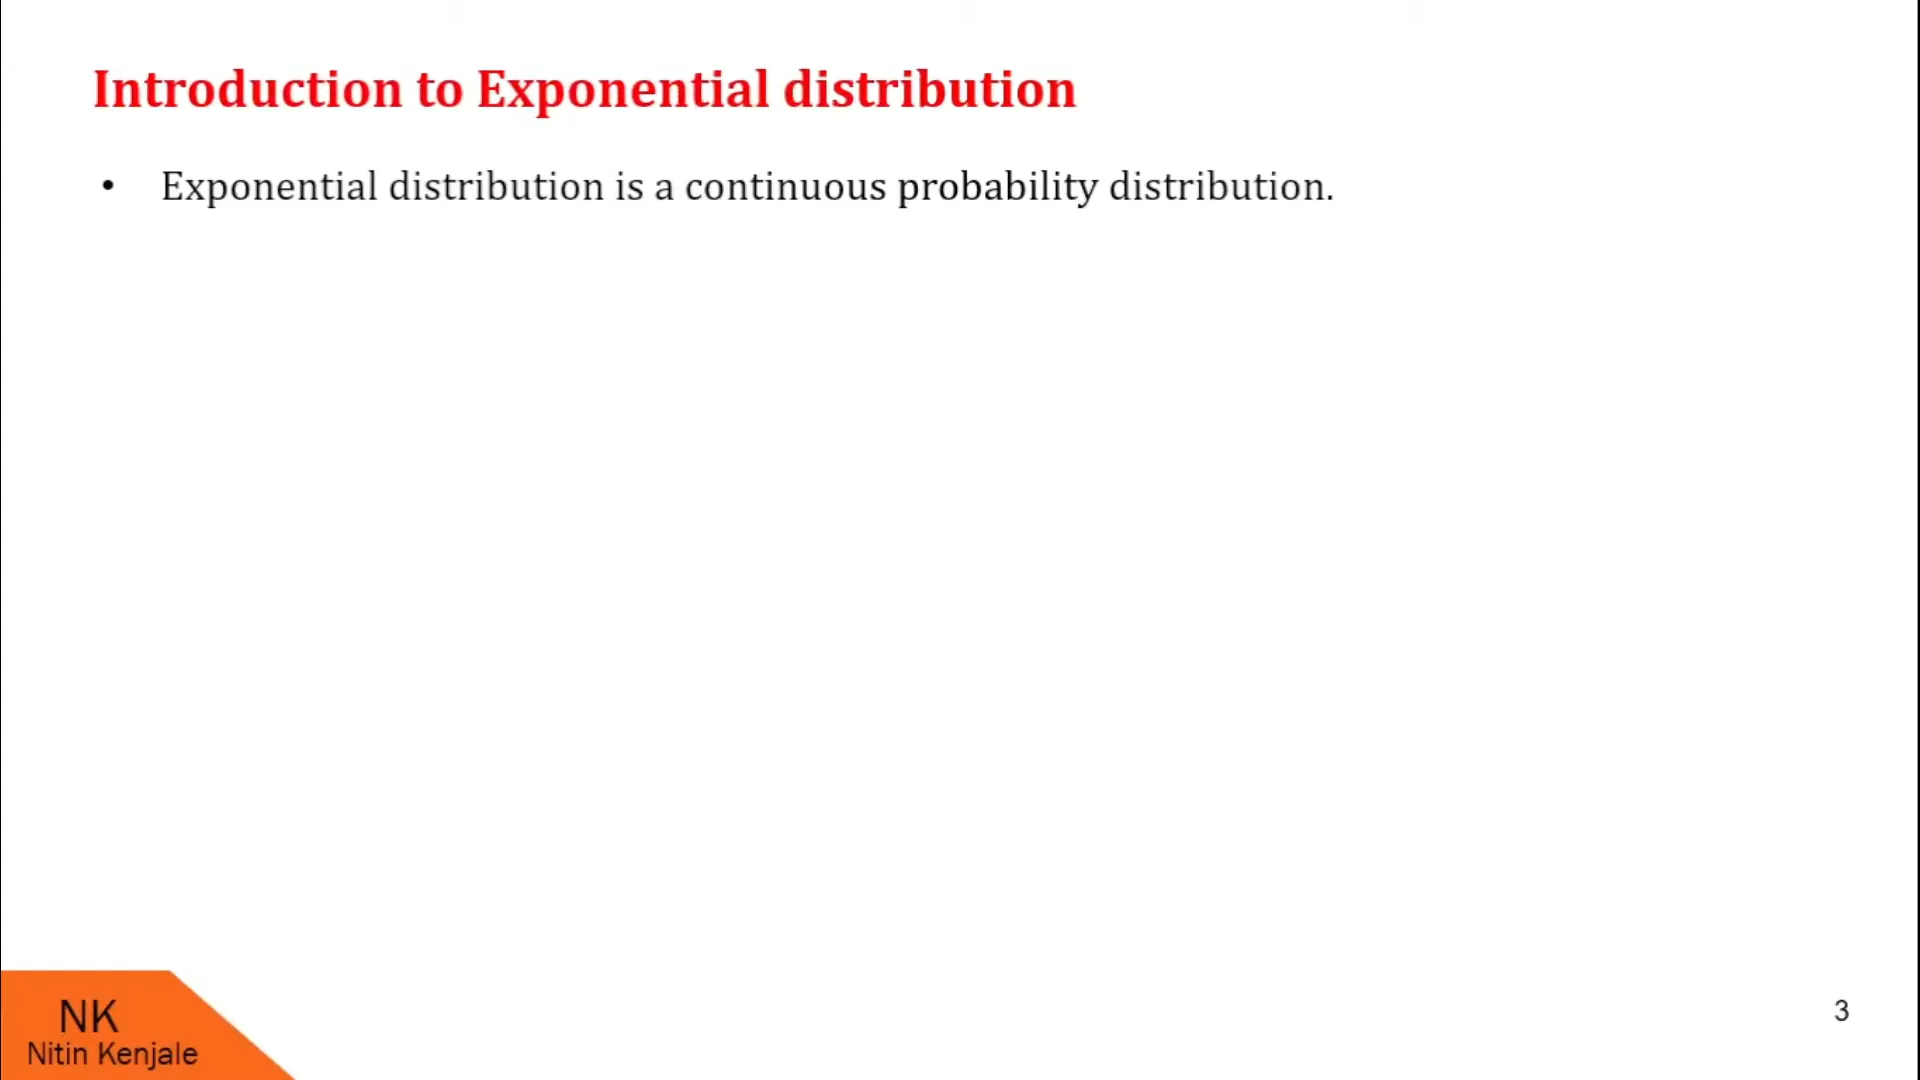 Introduction to Exponential distribution
• Exponential distribution is a continuous probability distribution.
NK
Nitin Kenjale
3